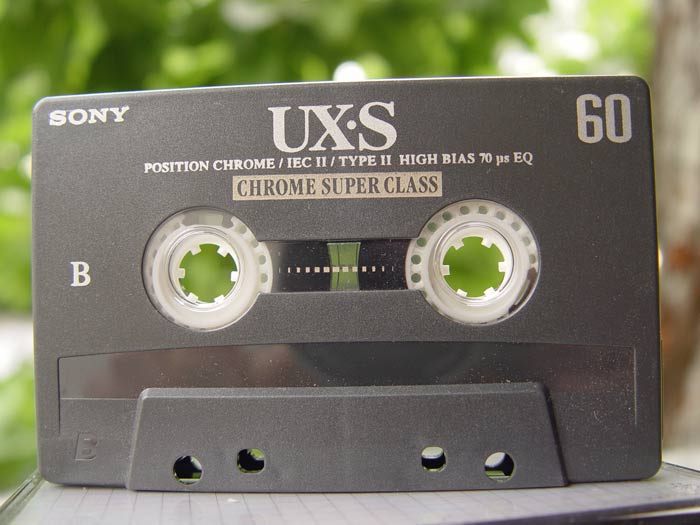 SONY
UX·S
60
POSITION CHROME / IEC II / TYPE II HIGH BIAS 70 µs EQ
CHROME SUPER CLASS
B
B